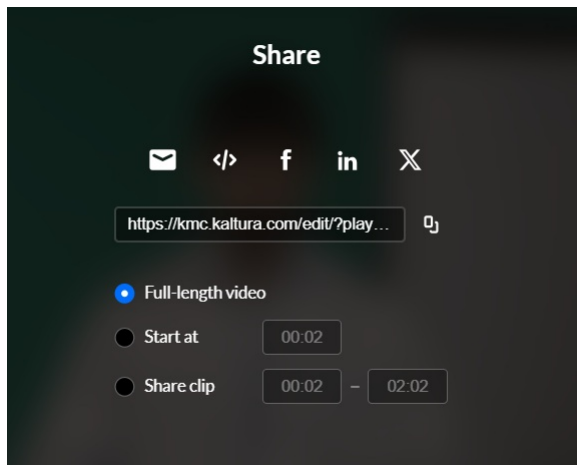 Share
</> f in X
https://kmc.kaltura.com/edit/?play...
Full-length video
Start at 00:02
Share clip 00:02 – 02:02